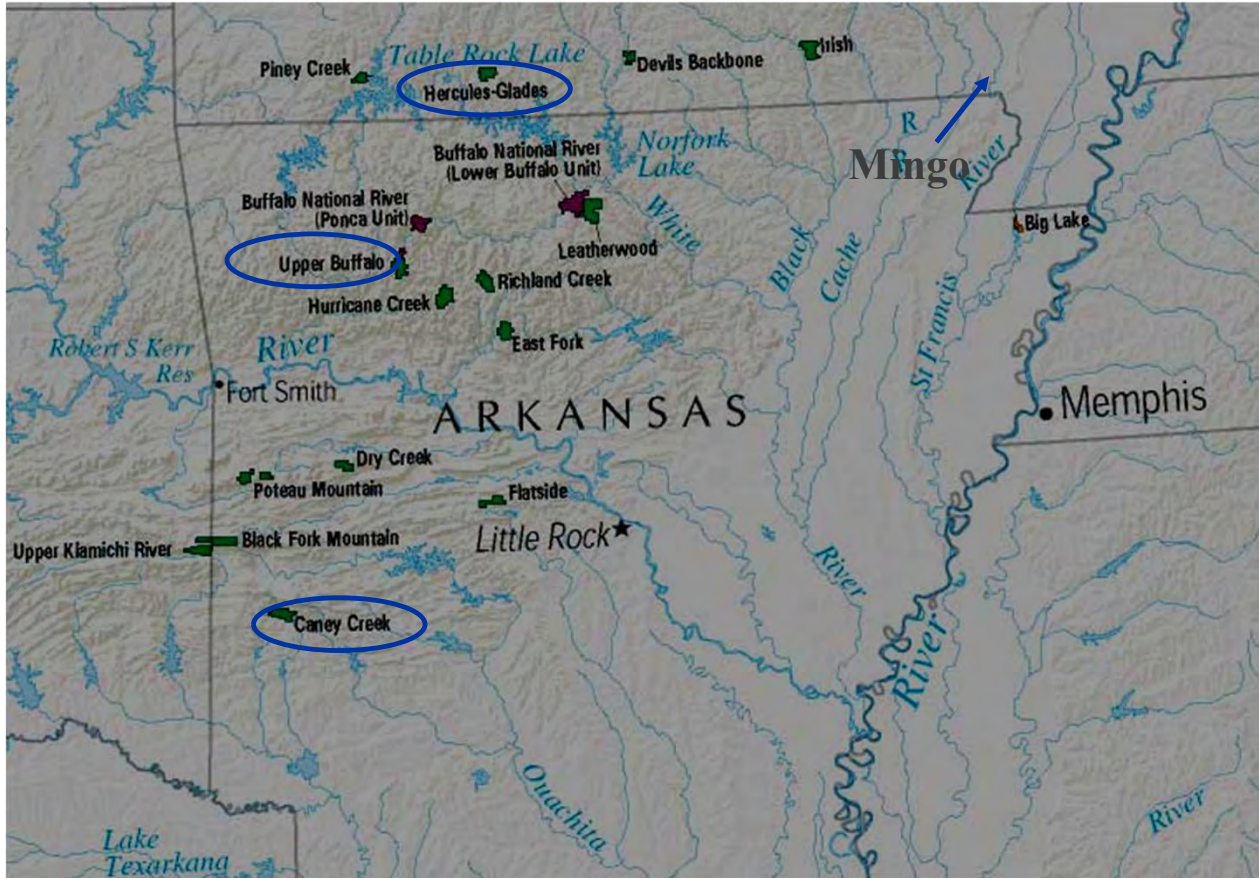 Table Rock Lake
Piney Creek
Hercules-Glades
Devils Backbone
Irish
Mingo
R
River
Buffalo National River
(Lower Buffalo Unit)
Norfork
Lake
Buffalo National River
(Ponca Unit)
White
Leatherwood
Big Lake
Upper Buffalo
Richland Creek
Hurricane Creek
Black
Cache
St Francis
East Fork
Robert S Kerr
Res
River
Fort Smith
ARKANSAS
Memphis
Dry Creek
Poteau Mountain
Flatside
Little Rock
Upper Kiamichi River
Black Fork Mountain
River
Caney Creek
River
Ouachita
River
Lake
Texarkana